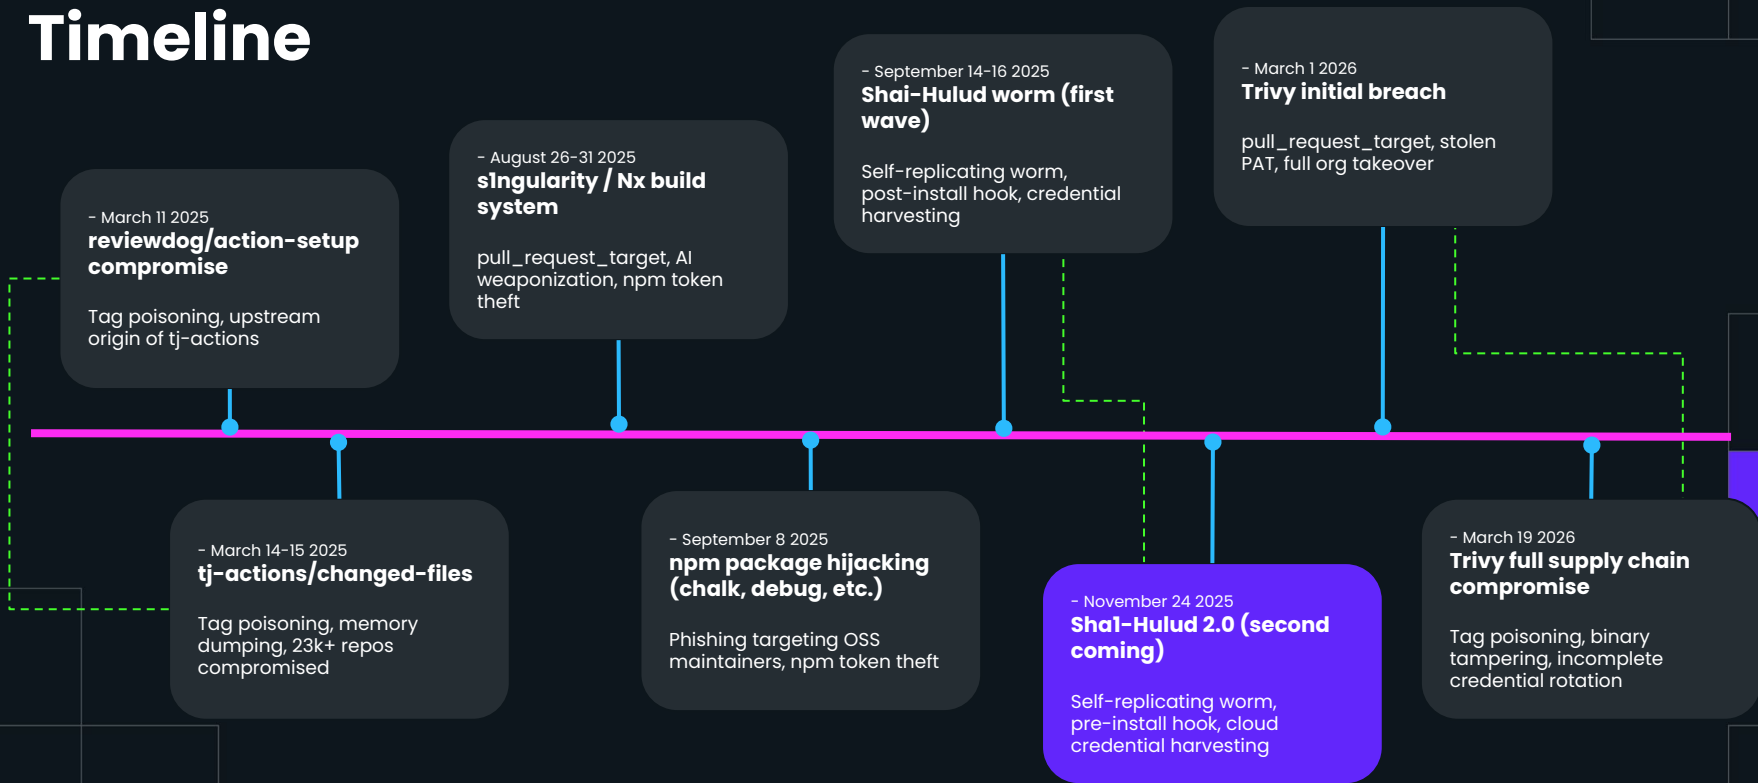 Timeline
- March 11 2025
reviewdog/action-setup
compromise
Tag poisoning, upstream
origin of tj-actions
- March 14-15 2025
tj-actions/changed-files
Tag poisoning, memory
dumping, 23k+ repos
compromised
- August 26-31 2025
s1ngularity / Nx build
system
pull_request_target, AI
weaponization, npm token
theft
- September 8 2025
npm package hijacking
(chalk, debug, etc.)
Phishing targeting OSS
maintainers, npm token theft
- September 14-16 2025
Shai-Hulud worm (first
wave)
Self-replicating worm,
post-install hook, credential
harvesting
- November 24 2025
Sha1-Hulud 2.0 (second
coming)
Self-replicating worm,
pre-install hook, cloud
credential harvesting
- March 1 2026
Trivy initial breach
pull_request_target, stolen
PAT, full org takeover
- March 19 2026
Trivy full supply chain
compromise
Tag poisoning, binary
tampering, incomplete
credential rotation